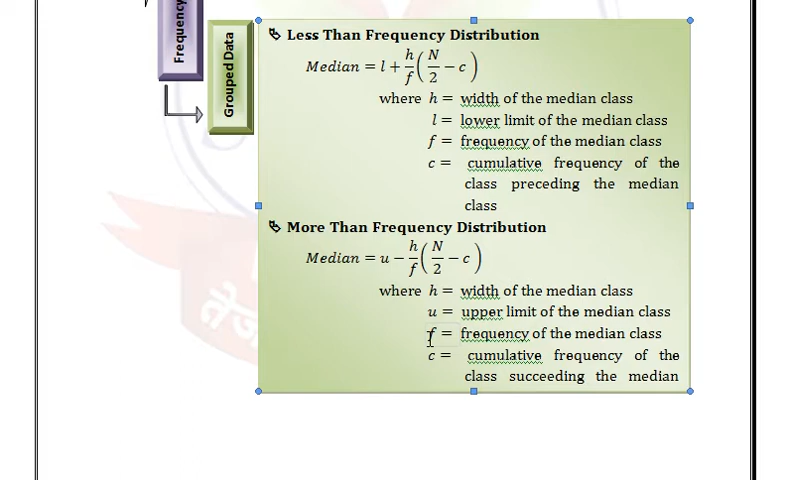 Frequency
Grouped Data
Less Than Frequency Distribution
Median = l + h/f ( N/2 − c )
where h = width of the median class
l = lower limit of the median class
f = frequency of the median class
c = cumulative frequency of the
class preceding the median
class
More Than Frequency Distribution
Median = u − h/f ( N/2 − c )
where h = width of the median class
u = upper limit of the median class
f = frequency of the median class
c = cumulative frequency of the
class succeeding the median